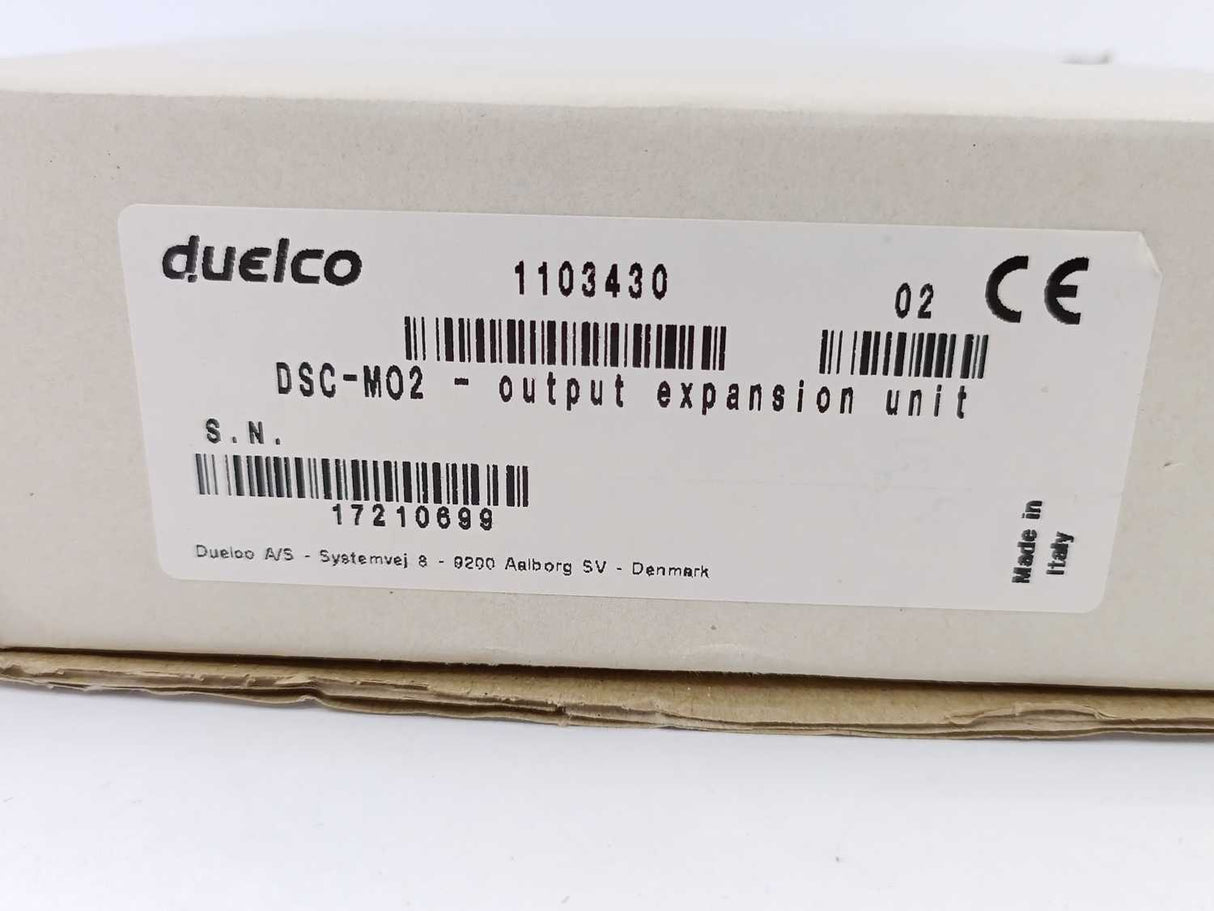 duelco
1103430
02 CE
DSC-MO2 - output expansion unit
S.N.
17210699
Duelco A/S - Systemvej 8 - 9200 Aalborg SV - Denmark
Made in
Italy